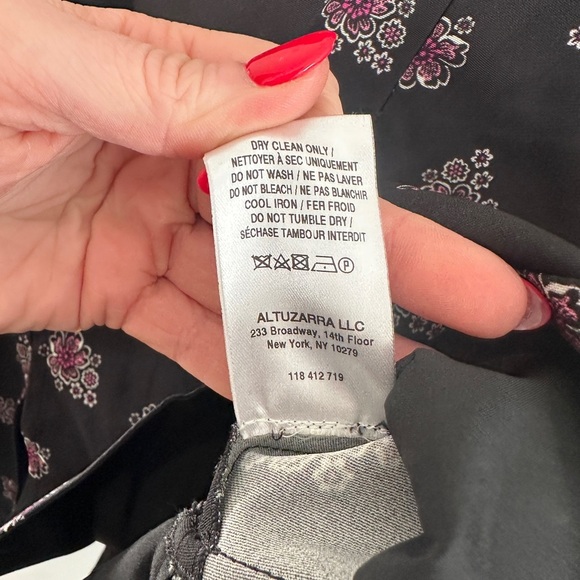 DRY CLEAN ONLY /
NETTOYER À SEC UNIQUEMENT
DO NOT WASH / NE PAS LAVER
DO NOT BLEACH / NE PAS BLANCHIR
COOL IRON / FER FROID
DO NOT TUMBLE DRY /
SÉCHASE TAMBOUR INTERDIT
P
ALTUZARRA LLC
233 Broadway, 14th Floor
New York, NY 10279
118 412 719